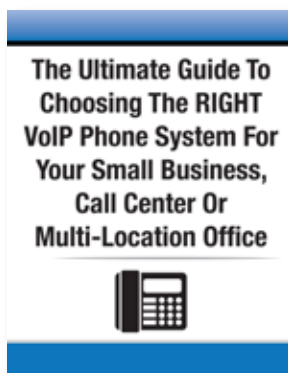 The Ultimate Guide To
Choosing The RIGHT
VoIP Phone System For
Your Small Business,
Call Center Or
Multi-Location Office